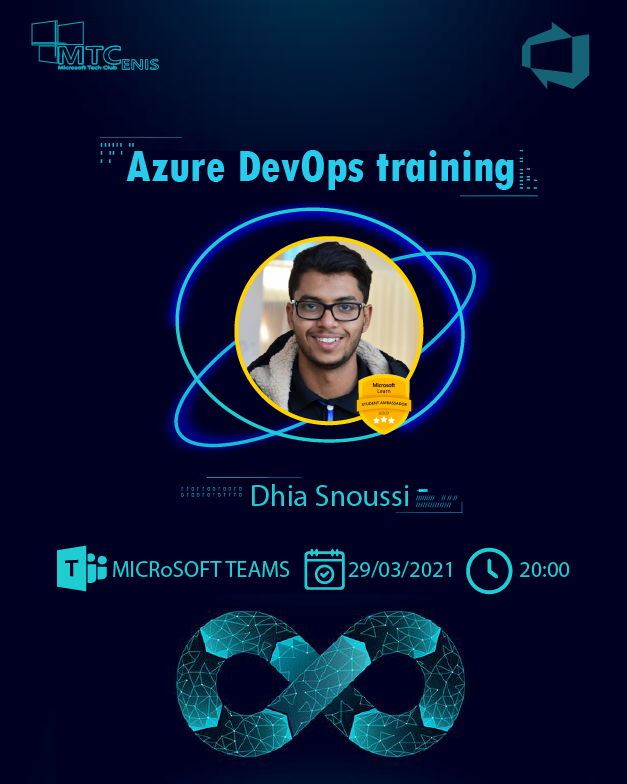 MTC ENIS
Microsoft Tech Club
Azure DevOps training
Microsoft
Learn
STUDENT AMBASSADOR
GOLD
Dhia Snoussi
T
MICRoSOFT TEAMS
29/03/2021
20:00